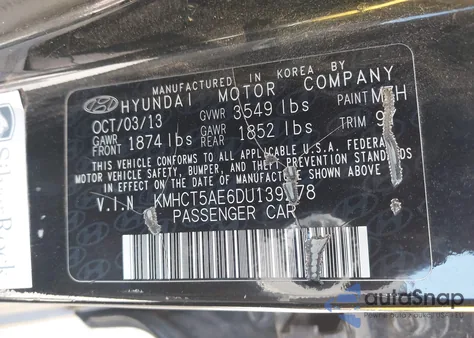 MANUFACTURED IN KOREA BY
HYUNDAI MOTOR COMPANY
OCT/03/13 GVWR 3549 lbs PAINT
GAWR FRONT 1874 lbs GAWR REAR 1852 lbs TRIM
THIS VEHICLE CONFORMS TO ALL APPLICABLE U.S.A. FEDERAL
MOTOR VEHICLE SAFETY, BUMPER, AND THEFT PREVENTION STANDARDS
IN EFFECT ON THE DATE OF MANUFACTURE SHOWN ABOVE
V.I.N
PASSENGER CAR
autoSnap